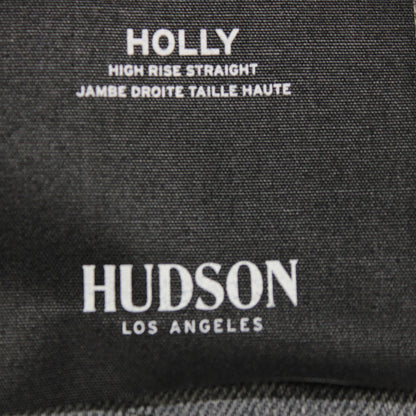 HOLLY
HIGH RISE STRAIGHT
JAMBE DROITE TAILLE HAUTE
HUDSON
LOS ANGELES